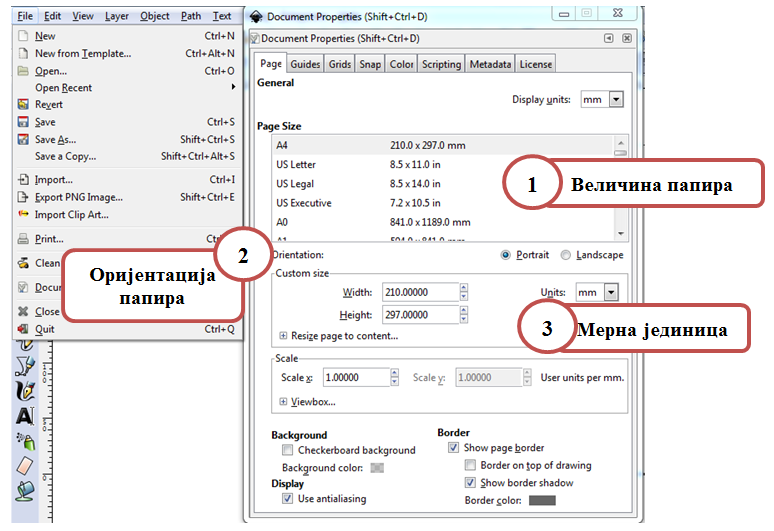 File Edit View Layer Object Path Text
New Ctrl+N
New from Template... Ctrl+Alt+N
Open... Ctrl+O
Open Recent
Revert
Save Ctrl+S
Save As... Shift+Ctrl+S
Save a Copy... Shift+Ctrl+Alt+S
Import... Ctrl+I
Export PNG Image... Shift+Ctrl+E
Import Clip Art...
Print...
Clean
Close
Quit Ctrl+Q
Document Properties (Shift+Ctrl+D)
Document Properties (Shift+Ctrl+D)
Page Guides Grids Snap Color Scripting Metadata License
General
Display units: mm
Page Size
A4 210.0 x 297.0 mm
US Letter 8.5 x 11.0 in
US Legal 8.5 x 14.0 in
US Executive 7.2 x 10.5 in
A0 841.0 x 1189.0 mm
A1 594.0 x 841.0 mm
1 Величина папира
2 Оријентација
папира
Orientation: Portrait Landscape
Custom size
Width: 210.00000 Units: mm
Height: 297.00000
3 Мерна јединица
Resize page to content...
Scale
Scale x: 1.00000 Scale y: 1.00000 User units per mm.
Viewbox...
Background
Checkerboard background
Background color:
Display
Use antialiasing
Border
Show page border
Border on top of drawing
Show border shadow
Border color: